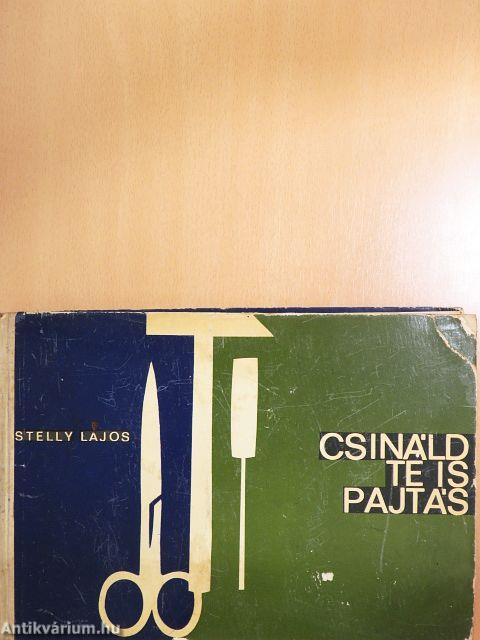 STELLY LAJOS
CSINÁLD
TE IS
PAJTÁS
Antikvárium.hu